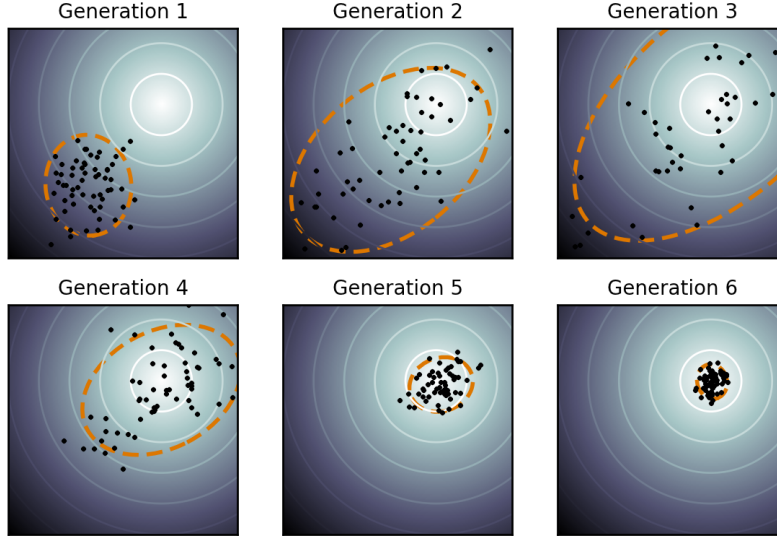 Generation 1
Generation 2
Generation 3
Generation 4
Generation 5
Generation 6